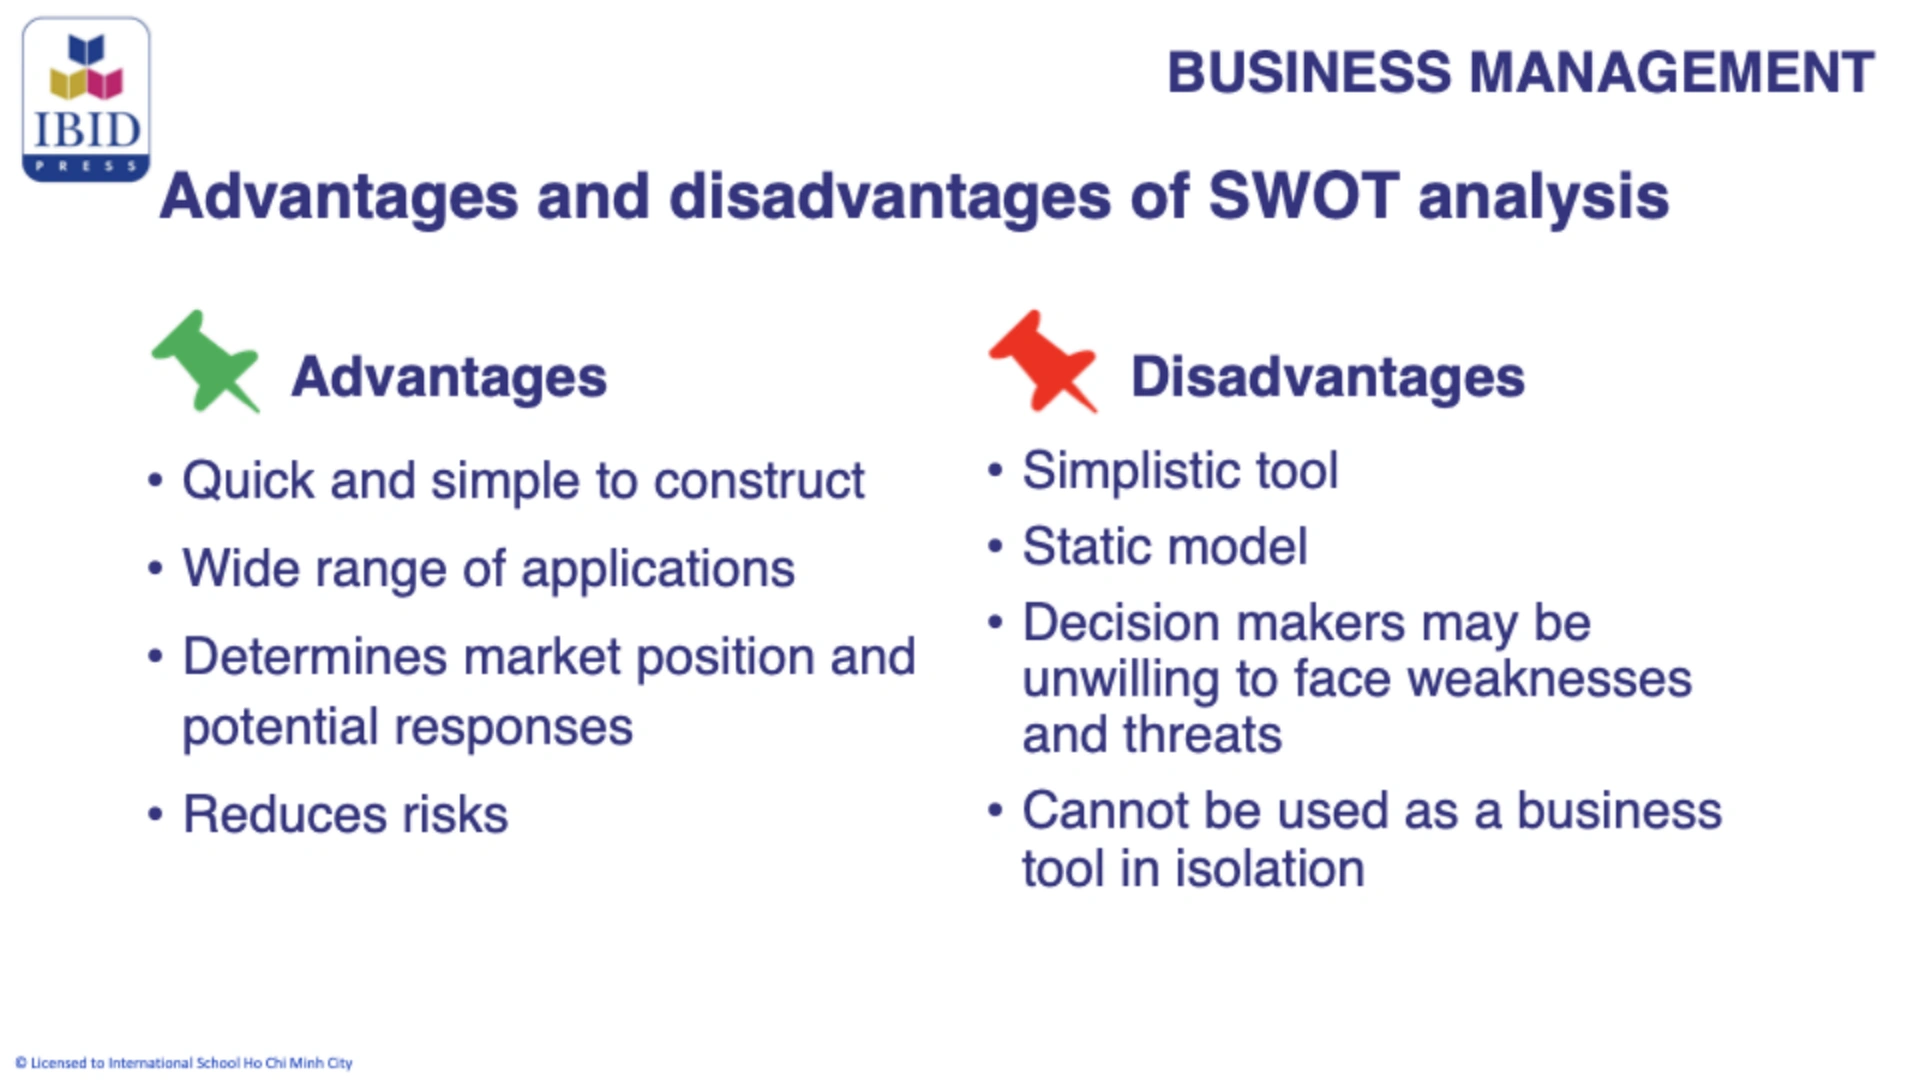 IBID
PRESS
BUSINESS MANAGEMENT
Advantages and disadvantages of SWOT analysis
Advantages
• Quick and simple to construct
• Wide range of applications
• Determines market position and
potential responses
• Reduces risks
Disadvantages
• Simplistic tool
• Static model
• Decision makers may be
unwilling to face weaknesses
and threats
• Cannot be used as a business
tool in isolation
© Licensed to International School Ho Chi Minh City